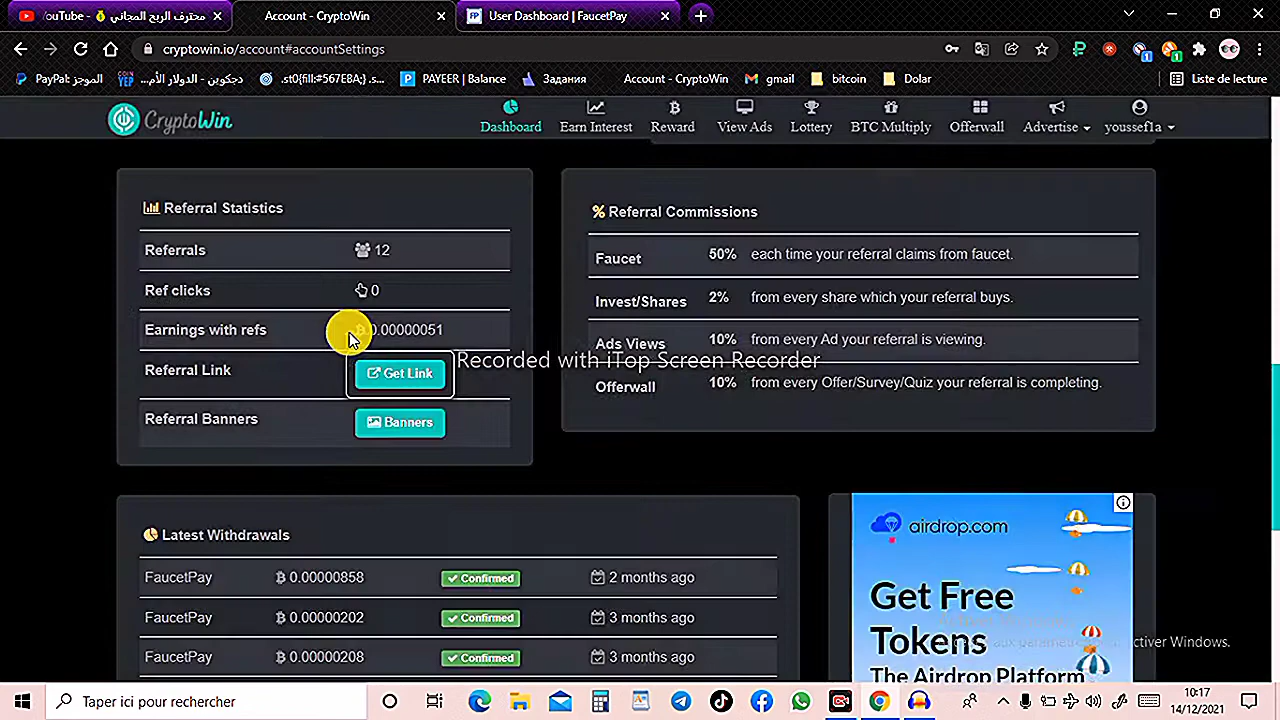 YouTube - 💰 محترف الربح المجاني
Account - CryptoWin
FP User Dashboard | FaucetPay
cryptowin.io/account#accountSettings
PayPal: الموجز
COIN YEP دجكوين - الدولار الأم...
.st0{fill:#567E8A;} .s...
PAYEER | Balance
Задания
Account - CryptoWin
gmail
bitcoin
Dolar
Liste de lecture
CryptoWin
Dashboard
Earn Interest
Reward
View Ads
Lottery
BTC Multiply
Offerwall
Advertise
youssef1a
Referral Statistics
Referrals 12
Ref clicks 0
Earnings with refs 0.00000051
Referral Link Get Link
Referral Banners Banners
% Referral Commissions
Faucet 50% each time your referral claims from faucet.
Invest/Shares 2% from every share which your referral buys.
Ads Views 10% from every Ad your referral is viewing.
Offerwall 10% from every Offer/Survey/Quiz your referral is completing.
Recorded with iTop Screen Recorder
Latest Withdrawals
FaucetPay ₿ 0.00000858 Confirmed 2 months ago
FaucetPay ₿ 0.00000202 Confirmed 3 months ago
FaucetPay ₿ 0.00000208 Confirmed 3 months ago
airdrop.com
Get Free
Tokens
The Airdrop Platform
Windows.
Taper ici pour rechercher
10:17
14/12/2021